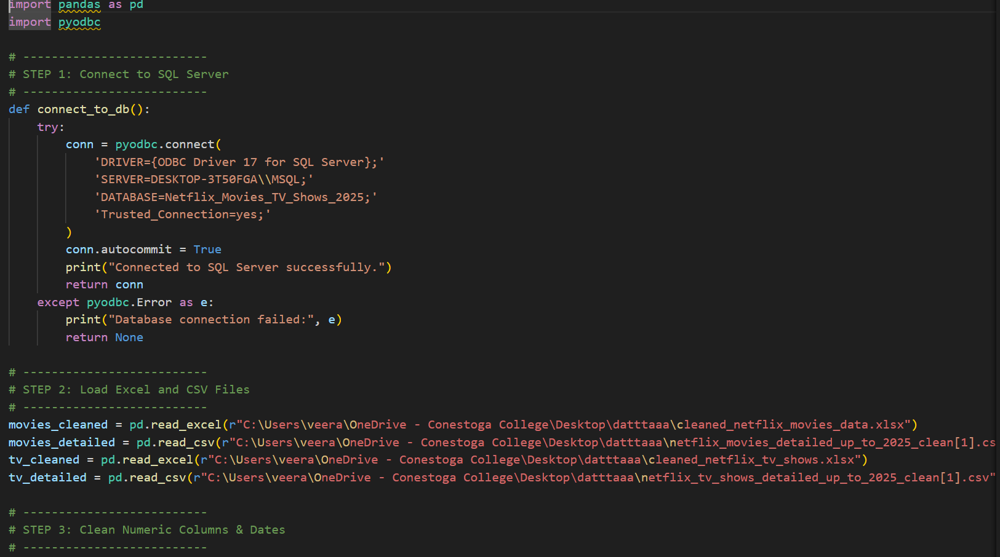 import pandas as pd
import pyodbc
# --------------------------
# STEP 1: Connect to SQL Server
# --------------------------
def connect_to_db():
    try:
        conn = pyodbc.connect(
            'DRIVER={ODBC Driver 17 for SQL Server};'
            'SERVER=DESKTOP-3T50FGA\\MSQL;'
            'DATABASE=Netflix_Movies_TV_Shows_2025;'
            'Trusted_Connection=yes;'
        )
        conn.autocommit = True
        print("Connected to SQL Server successfully.")
        return conn
    except pyodbc.Error as e:
        print("Database connection failed:", e)
        return None
# --------------------------
# STEP 2: Load Excel and CSV Files
# --------------------------
movies_cleaned = pd.read_excel(r"C:\Users\veera\OneDrive - Conestoga College\Desktop\datttaaa\cleaned_netflix_movies_data.xlsx")
movies_detailed = pd.read_csv(r"C:\Users\veera\OneDrive - Conestoga College\Desktop\datttaaa\netflix_movies_detailed_up_to_2025_clean[1].cs
tv_cleaned = pd.read_excel(r"C:\Users\veera\OneDrive - Conestoga College\Desktop\datttaaa\cleaned_netflix_tv_shows.xlsx")
tv_detailed = pd.read_csv(r"C:\Users\veera\OneDrive - Conestoga College\Desktop\datttaaa\netflix_tv_shows_detailed_up_to_2025_clean[1].csv"
# --------------------------
# STEP 3: Clean Numeric Columns & Dates
# --------------------------